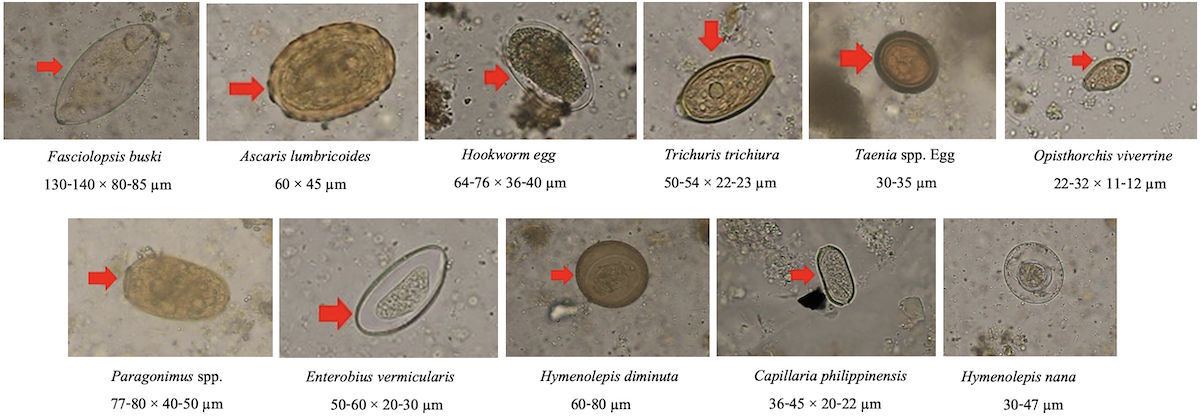 Fasciolopsis buski
130-140 × 80-85 µm
Ascaris lumbricoides
60 × 45 µm
Hookworm egg
64-76 × 36-40 µm
Trichuris trichiura
50-54 × 22-23 µm
Taenia spp. Egg
30-35 µm
Opisthorchis viverrine
22-32 × 11-12 µm
Paragonimus spp.
77-80 × 40-50 µm
Enterobius vermicularis
50-60 × 20-30 µm
Hymenolepis diminuta
60-80 µm
Capillaria philippinensis
36-45 × 20-22 µm
Hymenolepis nana
30-47 µm